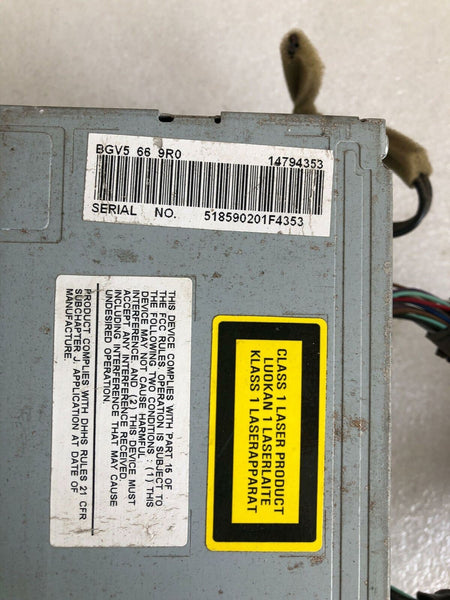 BGV5 66 9R0 14794353
SERIAL NO. 518590201F4353
THIS DEVICE COMPLIES WITH PART 16 OF
THE FCC RULES. OPERATION IS SUBJECT TO
THE FOLLOWING TWO CONDITIONS : (1) THIS
DEVICE MAY NOT CAUSE HARMFUL
INTERFERENCE, AND (2) THIS DEVICE MUST
ACCEPT ANY INTERFERENCE RECEIVED,
INCLUDING INTERFERENCE THAT MAY CAUSE
UNDESIRED OPERATION.
PRODUCT COMPLIES WITH DHHS RULES 21 CFR
SUBCHAPTER J. APPLICATION AT DATE OF
MANUFACTURE.
CLASS 1 LASER PRODUCT
LUOKAN 1 LASERLAITE
KLASS 1 LASERAPPARAT